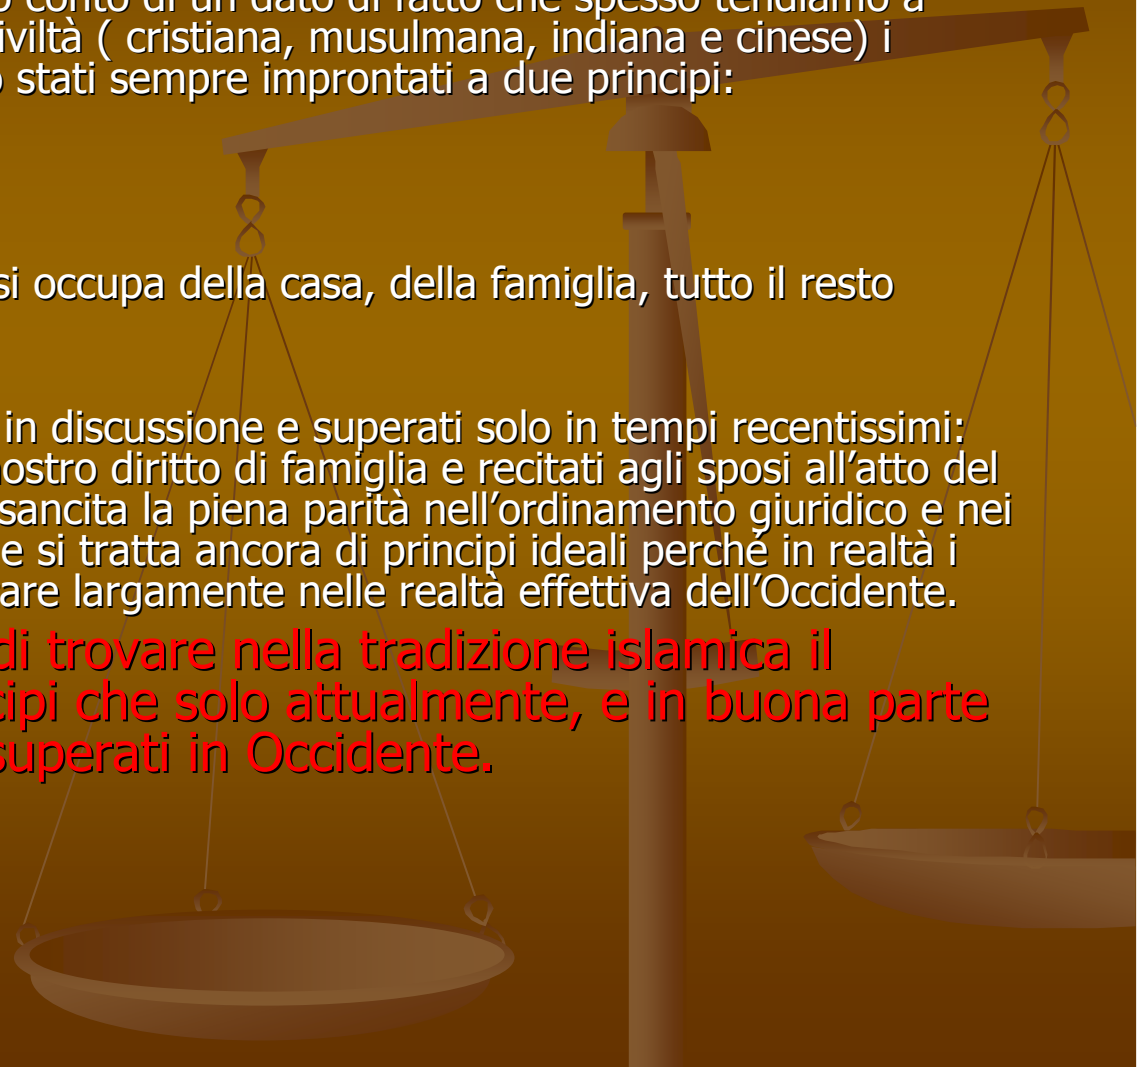 conto di un dato di fatto che spesso tendiamo a
iviltà ( cristiana, musulmana, indiana e cinese) i
o stati sempre improntati a due principi:
si occupa della casa, della famiglia, tutto il resto
in discussione e superati solo in tempi recentissimi:
ostro diritto di famiglia e recitati agli sposi all’atto del
sancita la piena parità nell’ordinamento giuridico e nei
e si tratta ancora di principi ideali perché in realtà i
are largamente nelle realtà effettiva dell’Occidente.
di trovare nella tradizione islamica il
cipi che solo attualmente, e in buona parte
superati in Occidente.